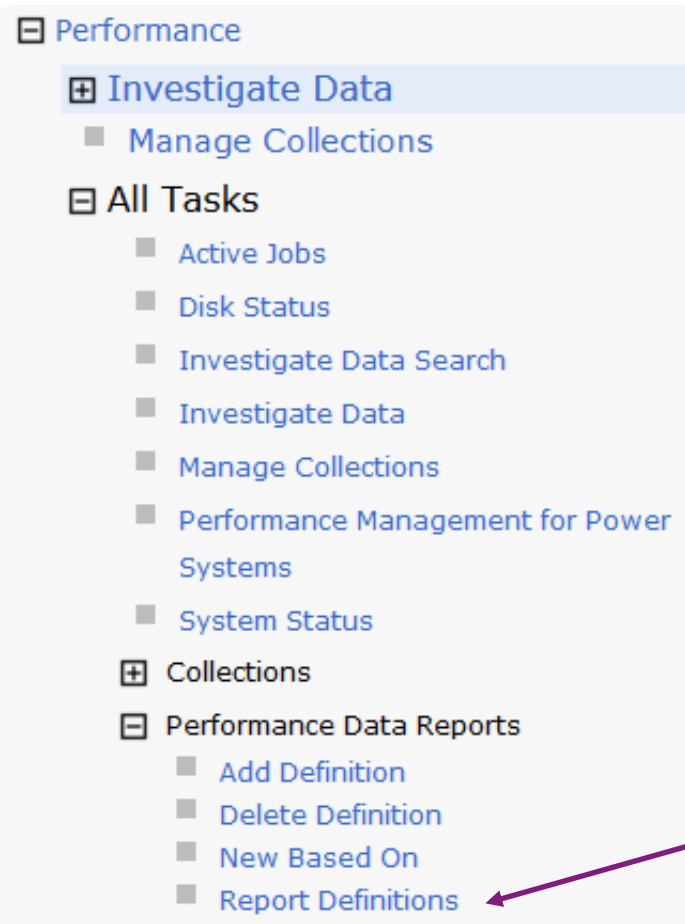 Performance
Investigate Data
Manage Collections
All Tasks
Active Jobs
Disk Status
Investigate Data Search
Investigate Data
Manage Collections
Performance Management for Power
Systems
System Status
Collections
Performance Data Reports
Add Definition
Delete Definition
New Based On
Report Definitions